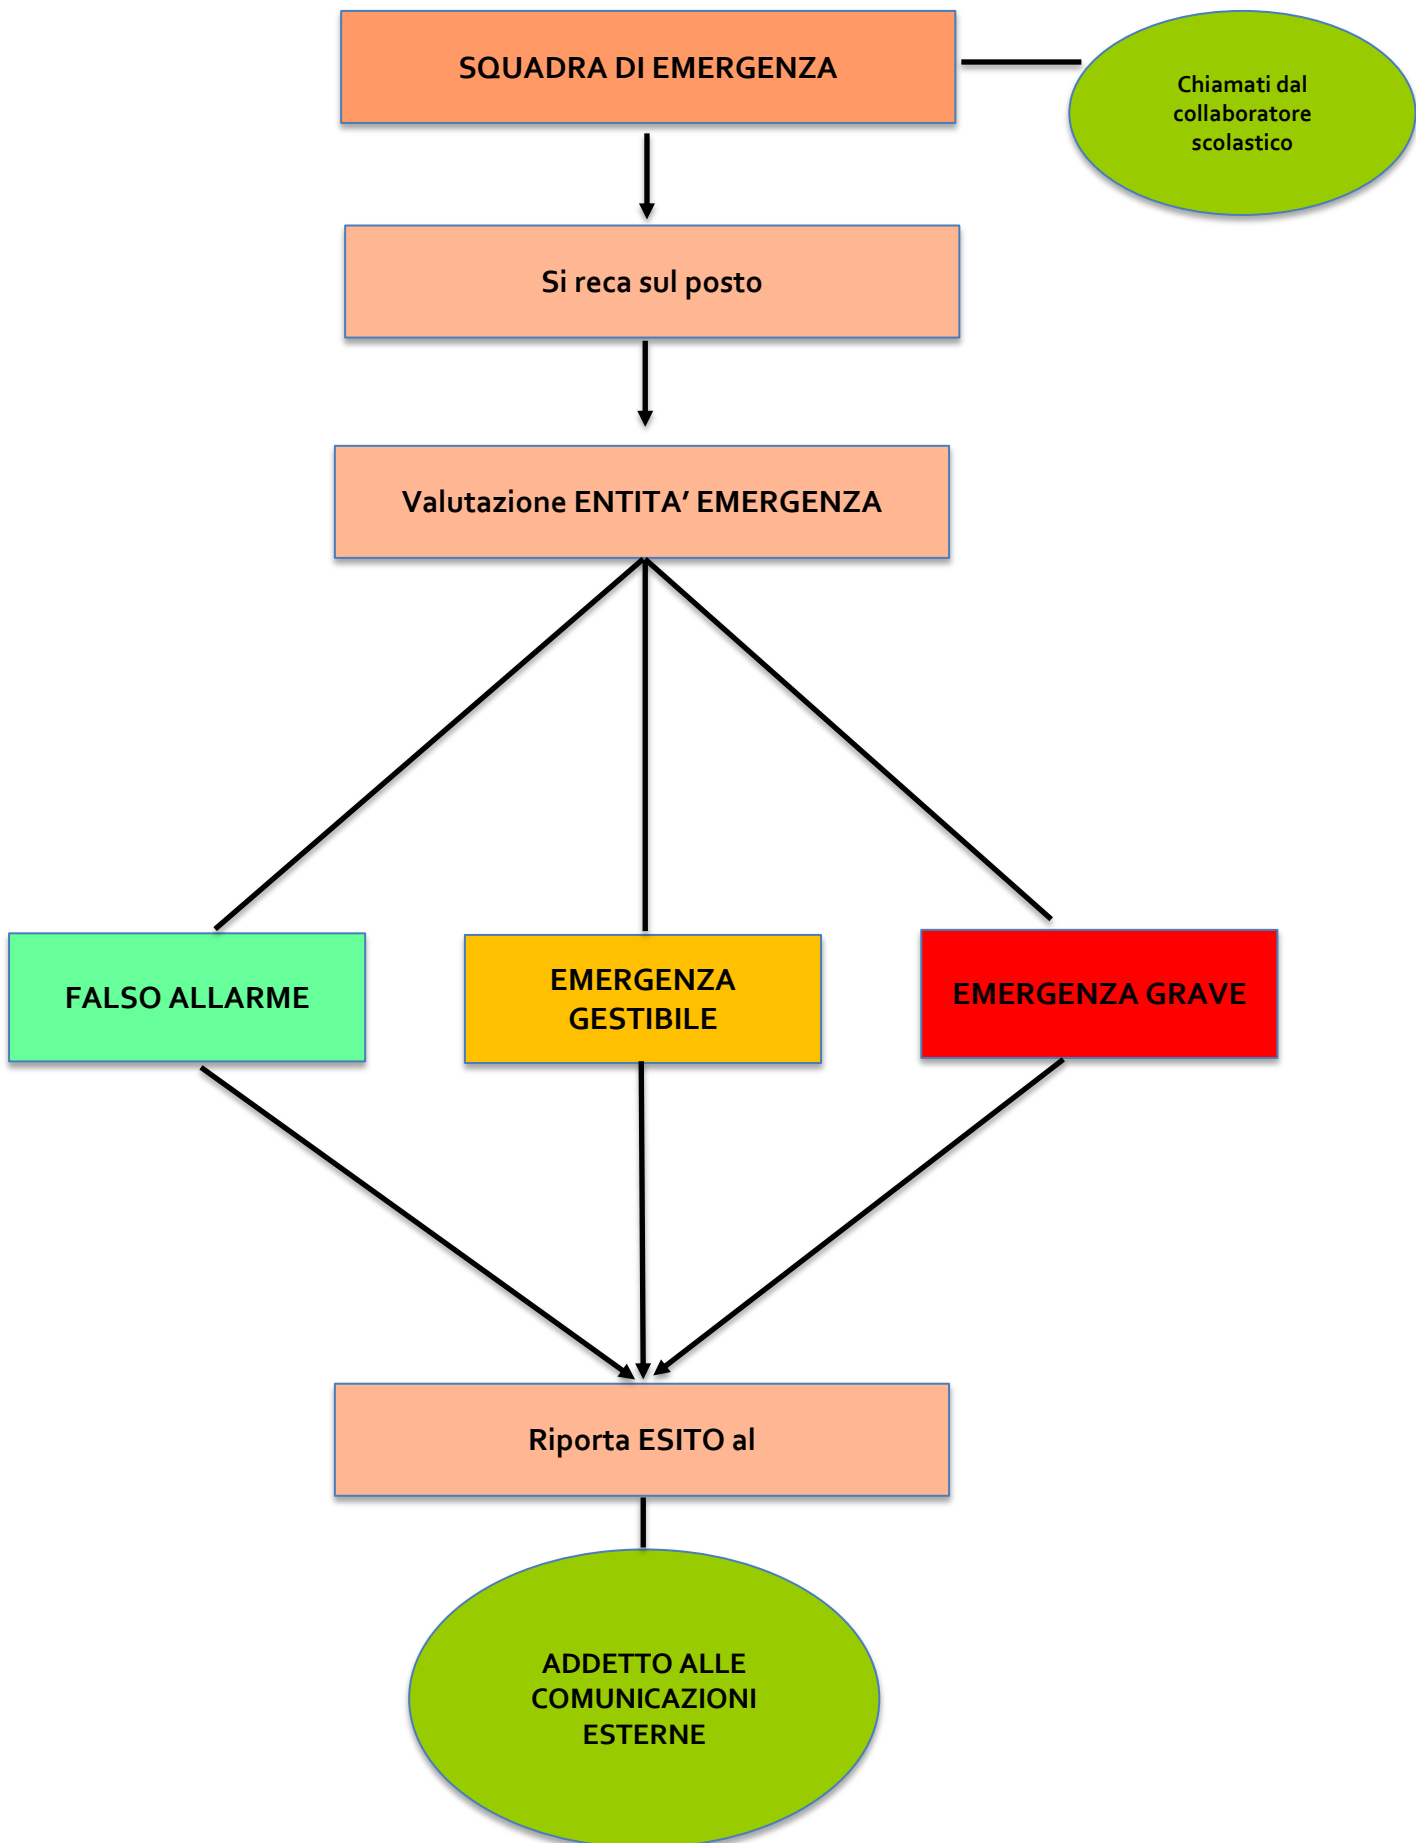 SQUADRA DI EMERGENZA
Chiamati dal
collaboratore
scolastico
Si reca sul posto
Valutazione ENTITA’ EMERGENZA
FALSO ALLARME
EMERGENZA
GESTIBILE
EMERGENZA GRAVE
Riporta ESITO al
ADDETTO ALLE
COMUNICAZIONI
ESTERNE